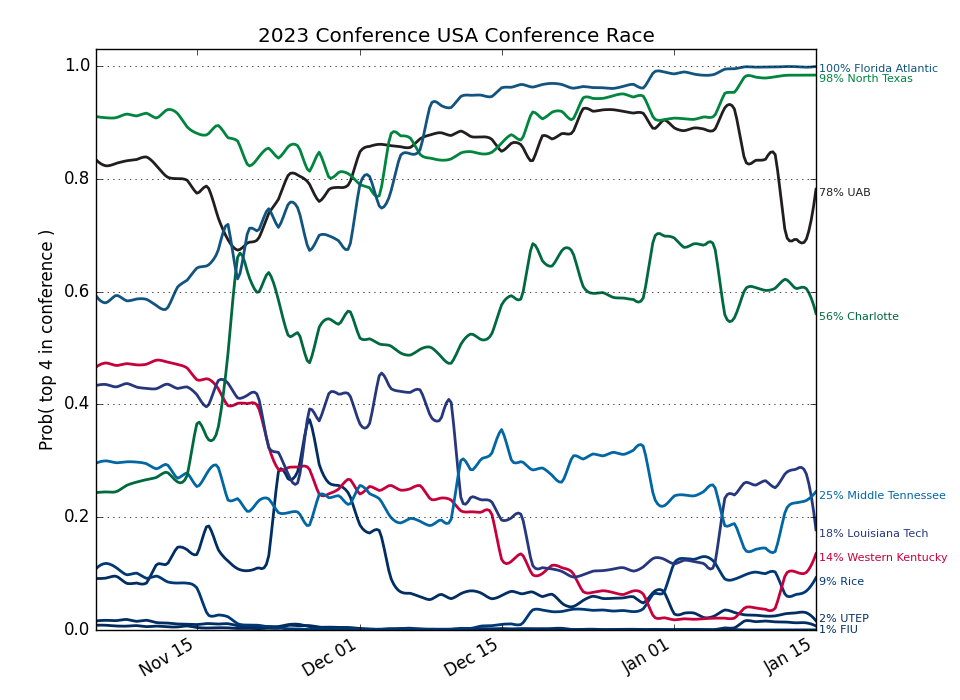 2023 Conference USA Conference Race
Prob( top 4 in conference )
1.0
0.8
0.6
0.4
0.2
0.0
Nov 15
Dec 01
Dec 15
Jan 01
Jan 15
100% Florida Atlantic
98% North Texas
78% UAB
56% Charlotte
25% Middle Tennessee
18% Louisiana Tech
14% Western Kentucky
9% Rice
2% UTEP
1% FIU